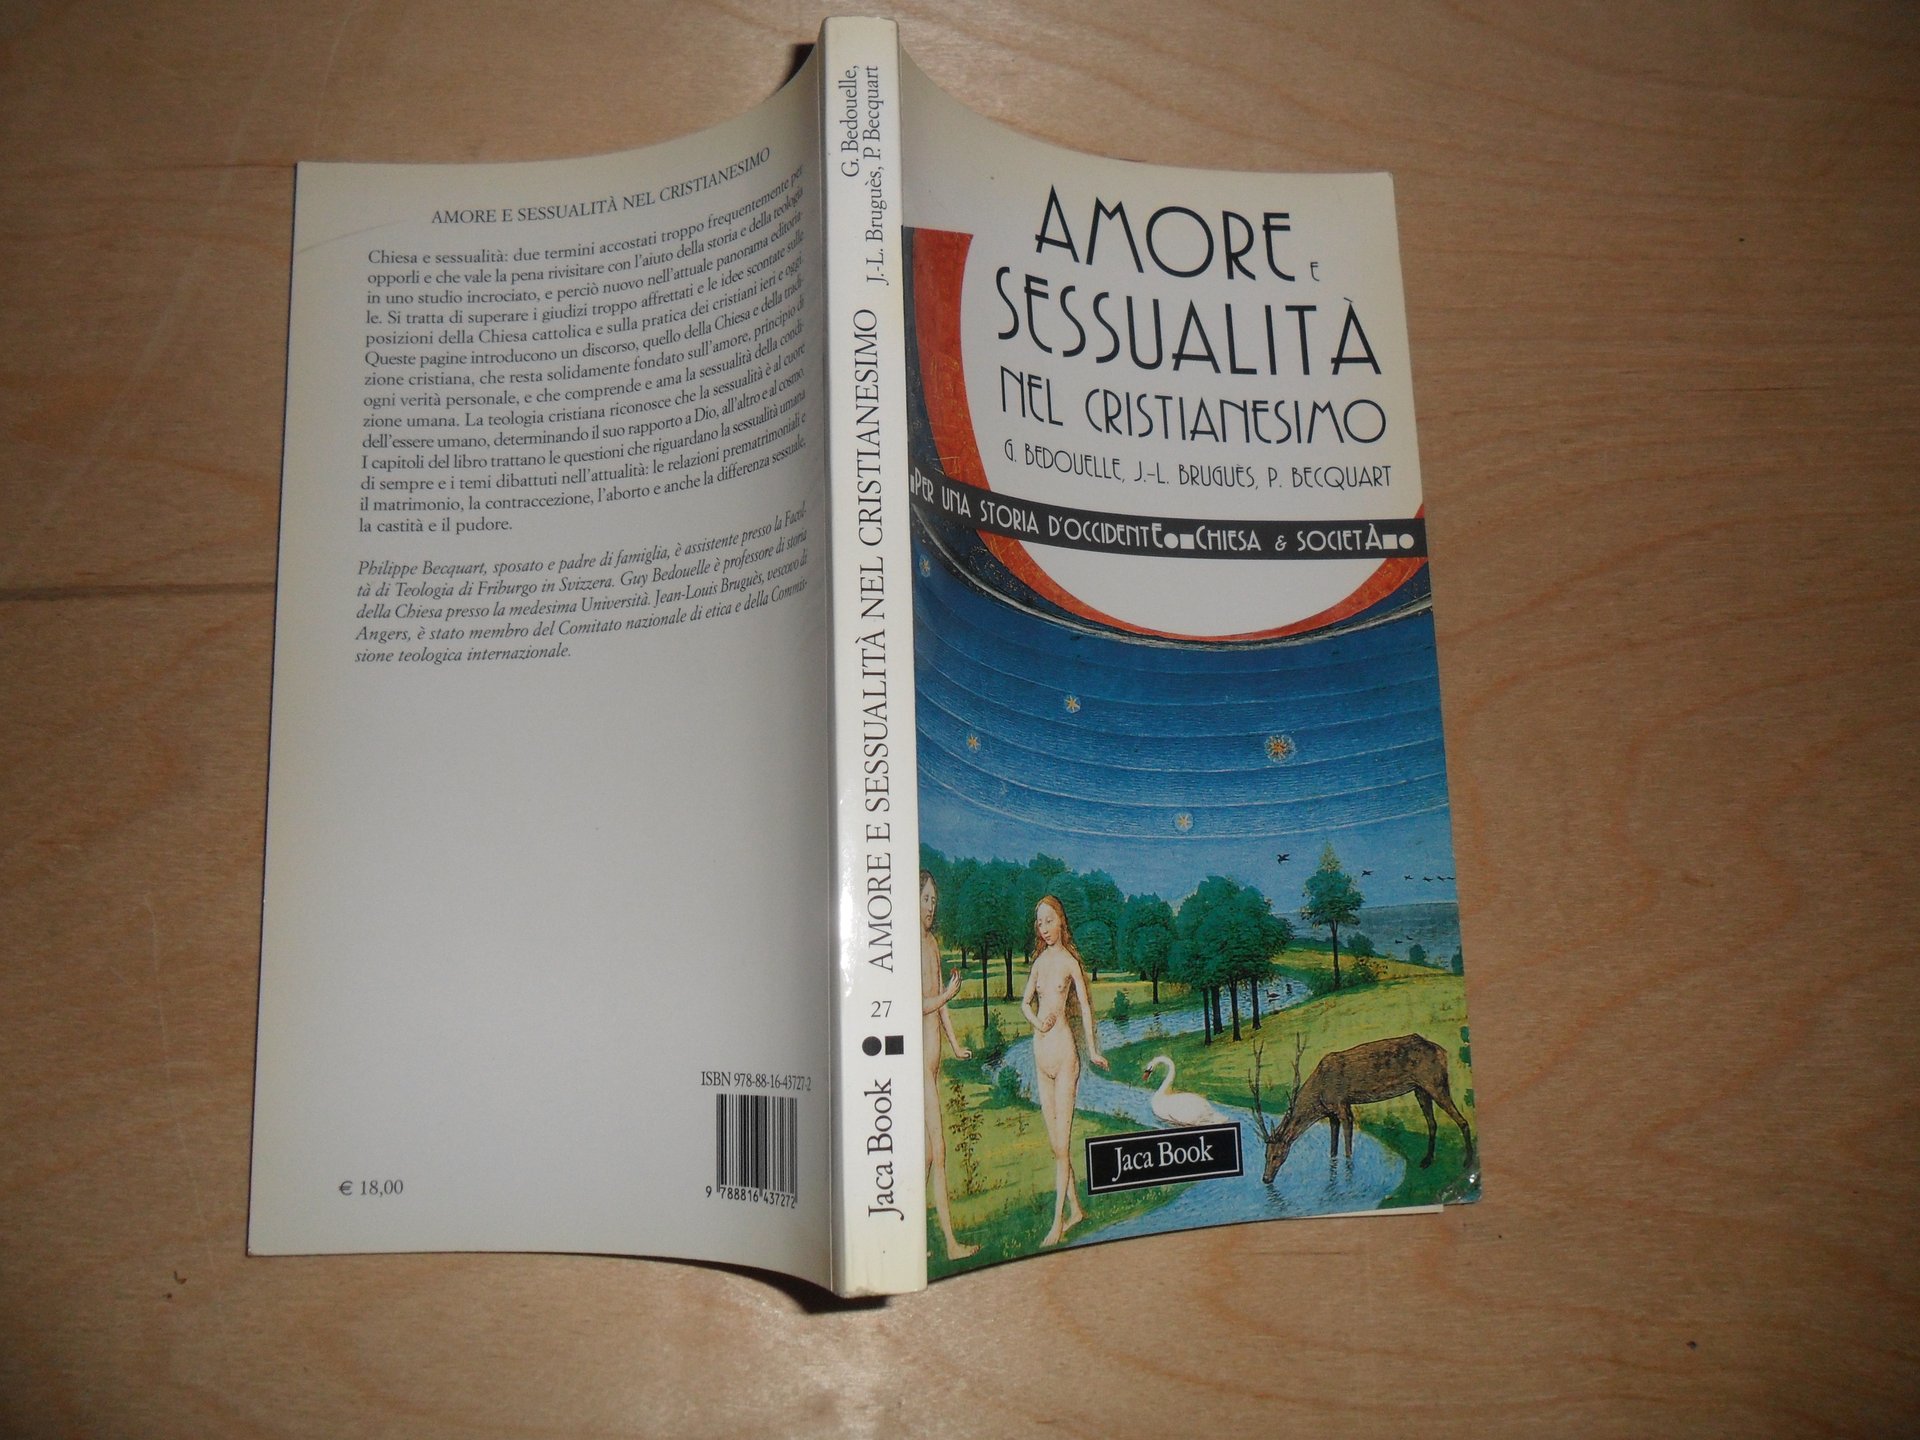 AMORE E SESSUALITÀ NEL CRISTIANESIMO
Chiesa e sessualità: due termini accostati troppo frequentemente per
opporli e che vale la pena rivisitare con l'aiuto della storia e della teologia
in uno studio incrociato, e perciò nuovo nell'attuale panorama editoria-
le. Si tratta di superare i giudizi troppo affrettati e le idee scontate sulle
posizioni della Chiesa cattolica e sulla pratica dei cristiani ieri e oggi.
Queste pagine introducono un discorso, quello della Chiesa e della tradi-
zione cristiana, che resta solidamente fondato sull'amore, principio di
ogni verità personale, e che comprende e ama la sessualità della condi-
zione umana. La teologia cristiana riconosce che la sessualità è al cuore
dell'essere umano, determinando il suo rapporto a Dio, all'altro e al cosmo.
I capitoli del libro trattano le questioni che riguardano la sessualità umana
di sempre e i temi dibattuti nell'attualità: le relazioni prematrimoniali e
il matrimonio, la contraccezione, l'aborto e anche la differenza sessuale,
la castità e il pudore.
Philippe Becquart, sposato e padre di famiglia, è assistente presso la Facol-
tà di Teologia di Friburgo in Svizzera. Guy Bedouelle è professore di storia
della Chiesa presso la medesima Università. Jean-Louis Bruguès, vescovo di
Angers, è stato membro del Comitato nazionale di etica e della Commis-
sione teologica internazionale.
ISBN 978-88-16-43727-2
9 788816 437272
€ 18,00
G. Bedouelle,
J.-L. Bruguès, P. Becquart
AMORE E SESSUALITÀ NEL CRISTIANESIMO
27
Jaca Book
AMORE E
SESSUALITÀ
NEL CRISTIANESIMO
G. BEDOUELLE, J.-L. BRUGUÈS, P. BECQUART
PER UNA STORIA D'OCCIDENTE CHIESA & SOCIETÀ
Jaca Book